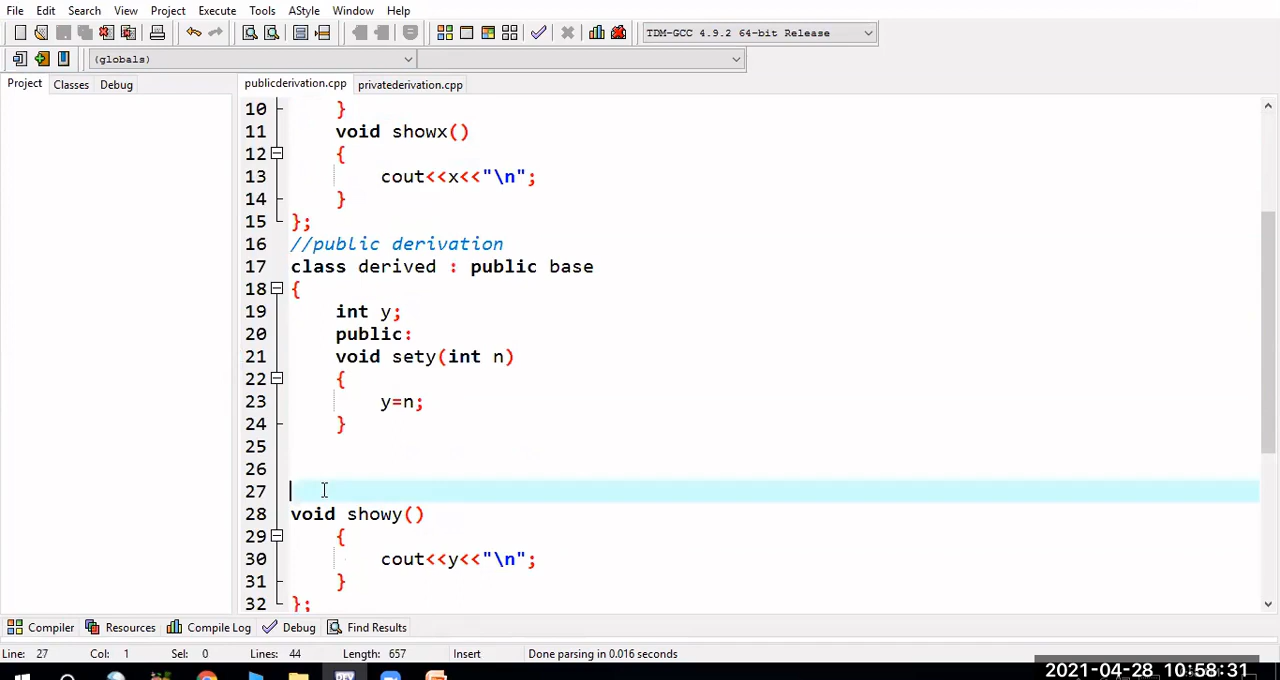 File Edit Search View Project Execute Tools AStyle Window Help
TDM-GCC 4.9.2 64-bit Release
(globals)
Project Classes Debug publicderivation.cpp privatederivation.cpp
10 }
11 void showx()
12 {
13 cout<<x<<"\n";
14 }
15 };
16 //public derivation
17 class derived : public base
18 {
19 int y;
20 public:
21 void sety(int n)
22 {
23 y=n;
24 }
25
26
27
28 void showy()
29 {
30 cout<<y<<"\n";
31 }
32 };
Compiler Resources Compile Log Debug Find Results
Line: 27 Col: 1 Sel: 0 Lines: 44 Length: 657 Insert Done parsing in 0.016 seconds
DEV
2021-04-28 10:58:31